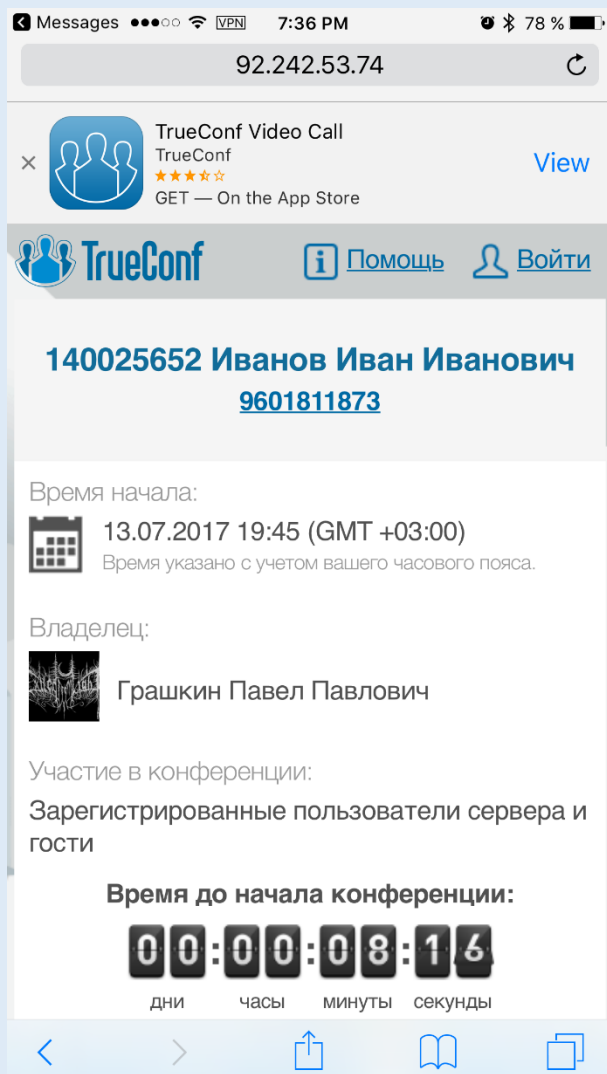 Messages VPN 7:36 PM 78 %
92.242.53.74
TrueConf Video Call
TrueConf
GET — On the App Store
View
TrueConf Помощь Войти
140025652 Иванов Иван Иванович
9601811873
Время начала:
13.07.2017 19:45 (GMT +03:00)
Время указано с учетом вашего часового пояса.
Владелец:
Грашкин Павел Павлович
Участие в конференции:
Зарегистрированные пользователи сервера и
гости
Время до начала конференции:
00:00:08:16
дни часы минуты секунды